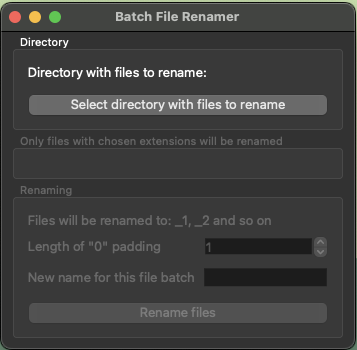 Batch File Renamer
Directory
Directory with files to rename:
Select directory with files to rename
Only files with chosen extensions will be renamed
Renaming
Files will be renamed to: _1, _2 and so on
Length of "0" padding
1
New name for this file batch
Rename files